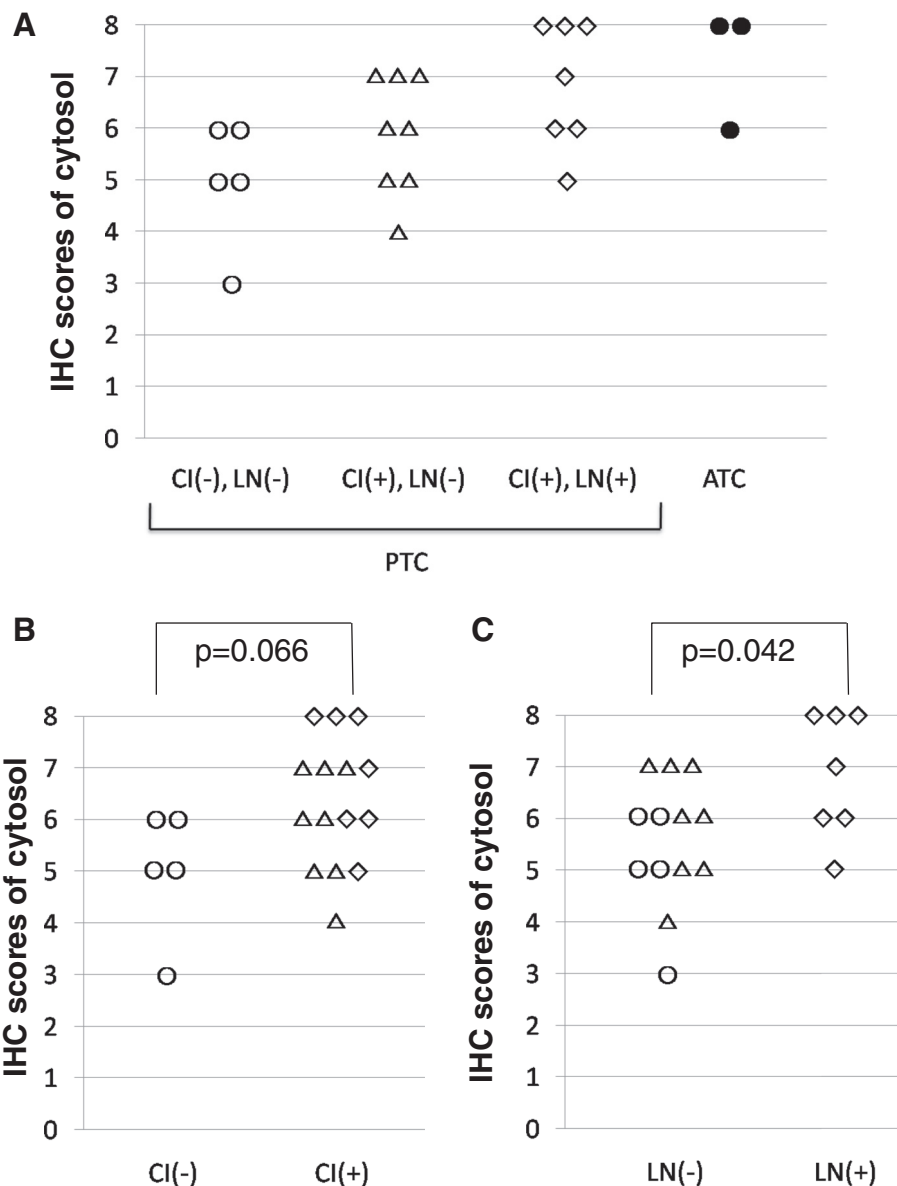 A
IHC scores of cytosol
8
7
6
5
4
3
2
1
0
CI(-), LN(-) CI(+), LN(-) CI(+), LN(+) ATC
PTC
B
p=0.066
IHC scores of cytosol
8
7
6
5
4
3
2
1
0
CI(-) CI(+)
C
p=0.042
IHC scores of cytosol
8
7
6
5
4
3
2
1
0
LN(-) LN(+)